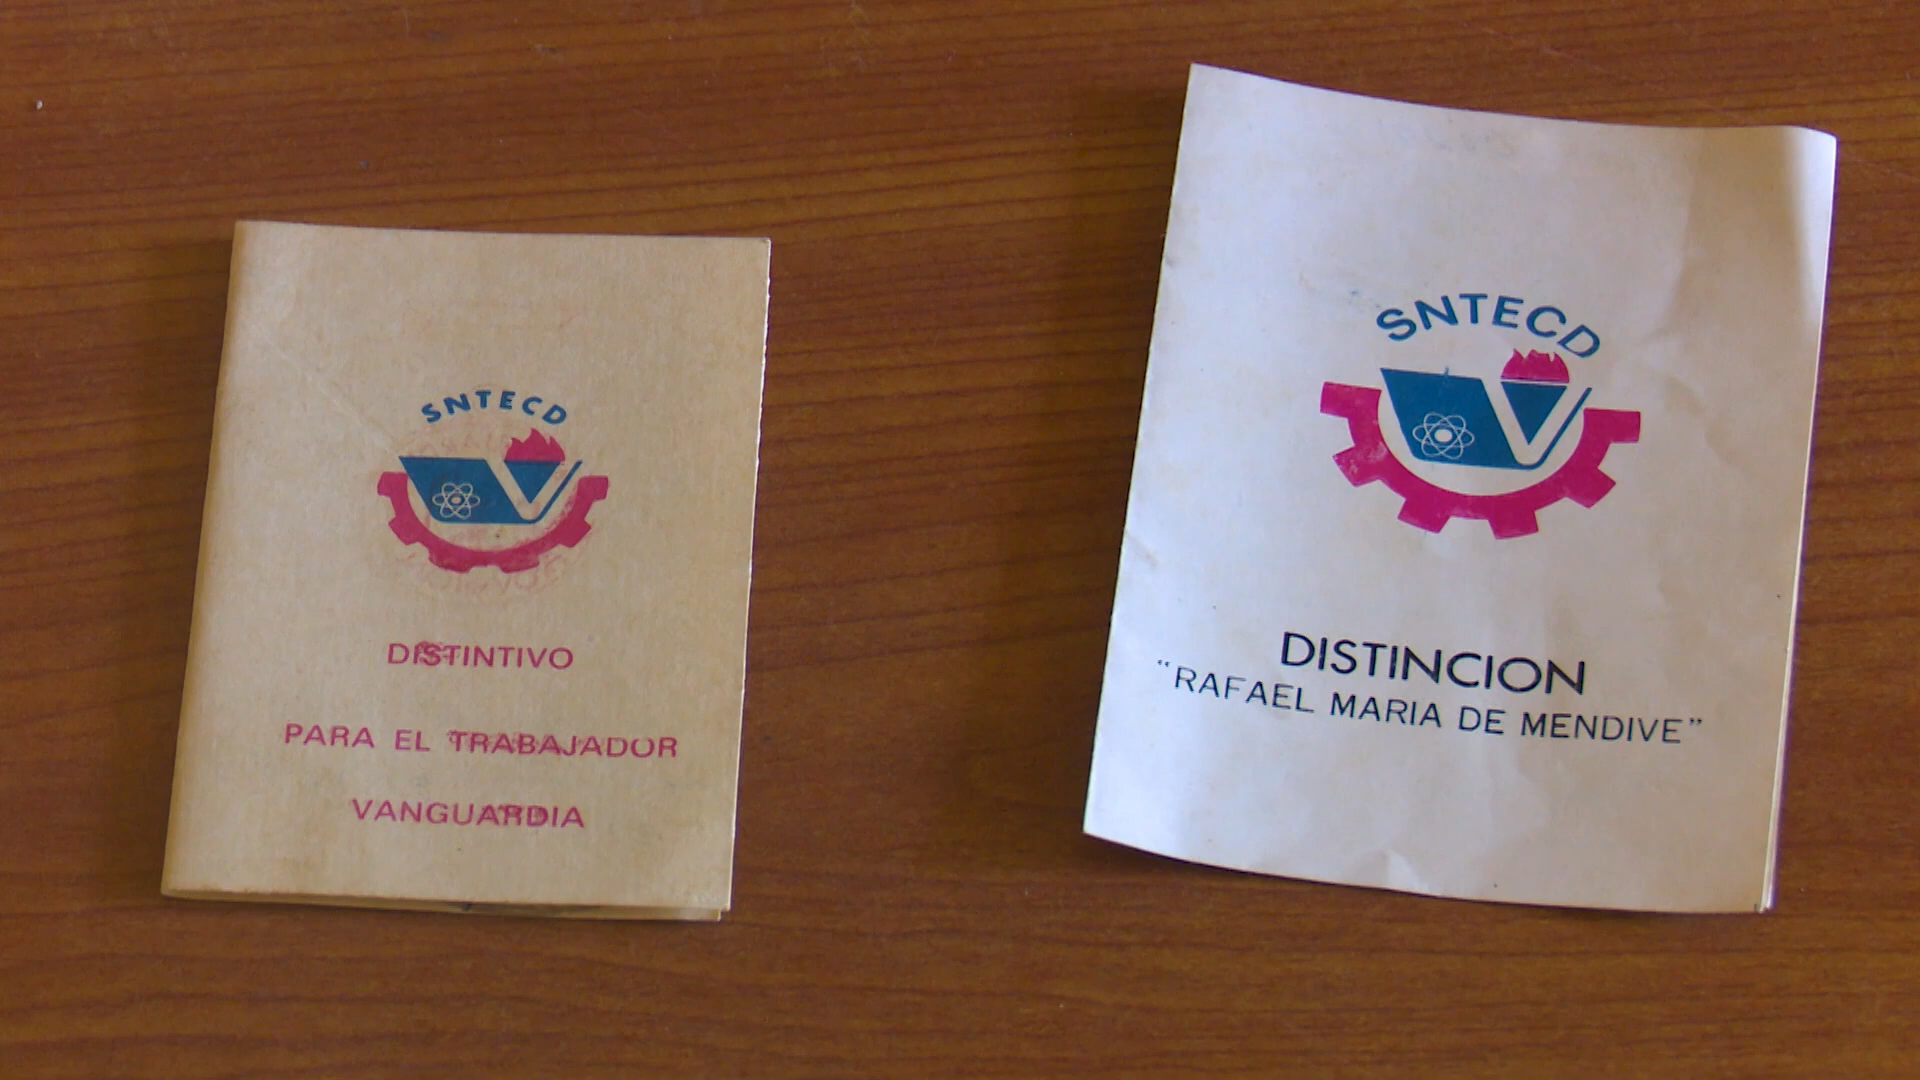 SNTECD
DISTINTIVO
PARA EL TRABAJADOR
VANGUARDIA
SNTECD
DISTINCION
"RAFAEL MARIA DE MENDIVE"